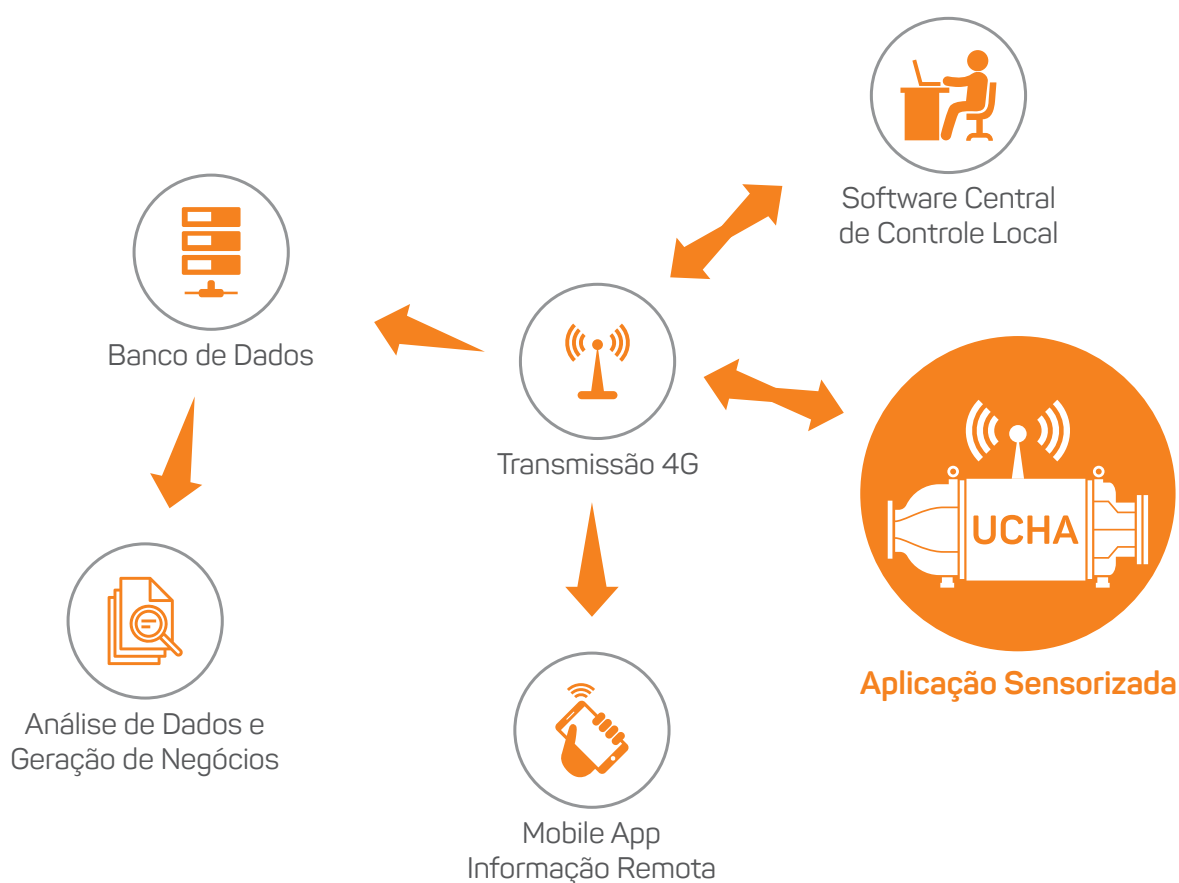 Software Central
de Controle Local
Banco de Dados
Transmissão 4G
UCHA
Aplicação Sensorizada
Análise de Dados e
Geração de Negócios
Mobile App
Informação Remota